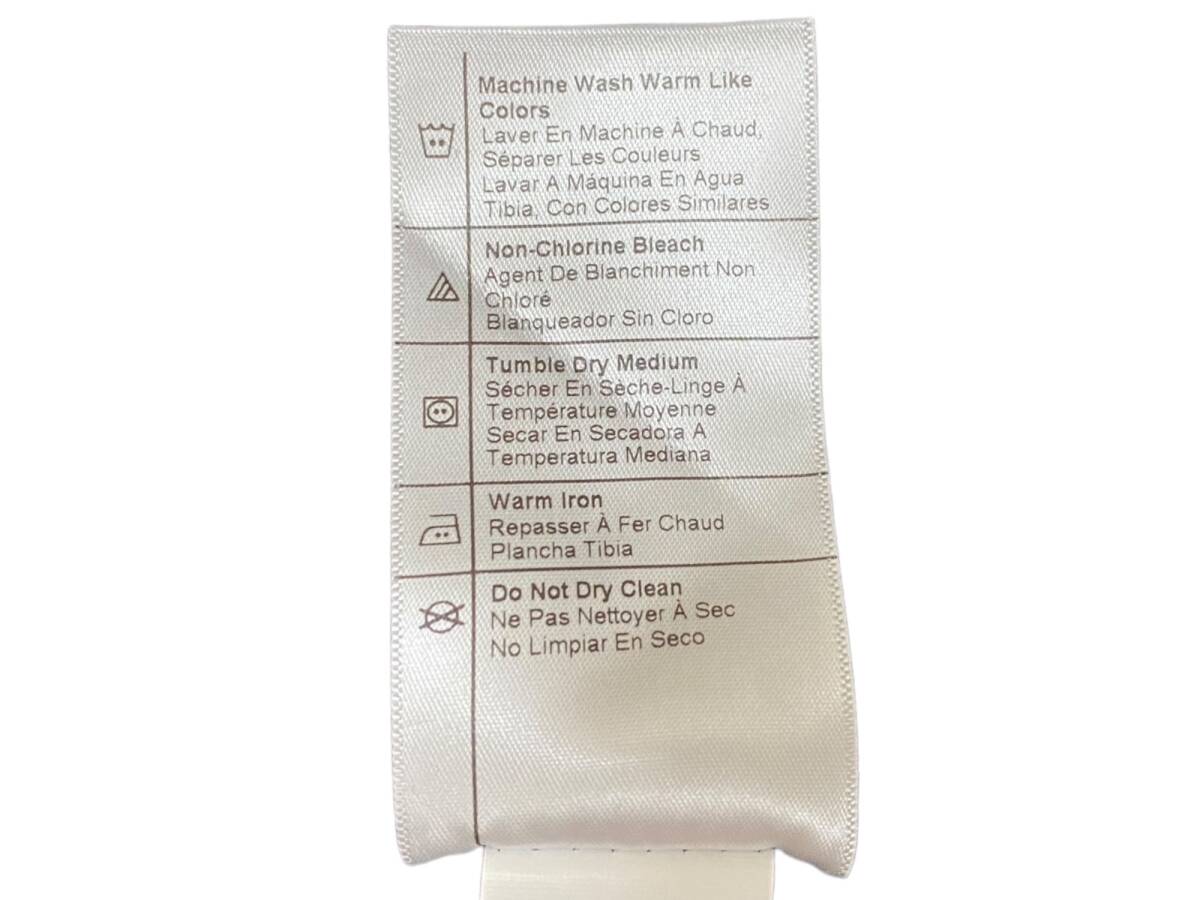 Machine Wash Warm Like
Colors
Laver En Machine À Chaud,
Séparer Les Couleurs
Lavar A Máquina En Agua
Tibia, Con Colores Similares
Non-Chlorine Bleach
Agent De Blanchiment Non
Chloré
Blanqueador Sin Cloro
Tumble Dry Medium
Sécher En Sèche-Linge À
Température Moyenne
Secar En Secadora A
Temperatura Mediana
Warm Iron
Repasser À Fer Chaud
Plancha Tibia
Do Not Dry Clean
Ne Pas Nettoyer À Sec
No Limpiar En Seco